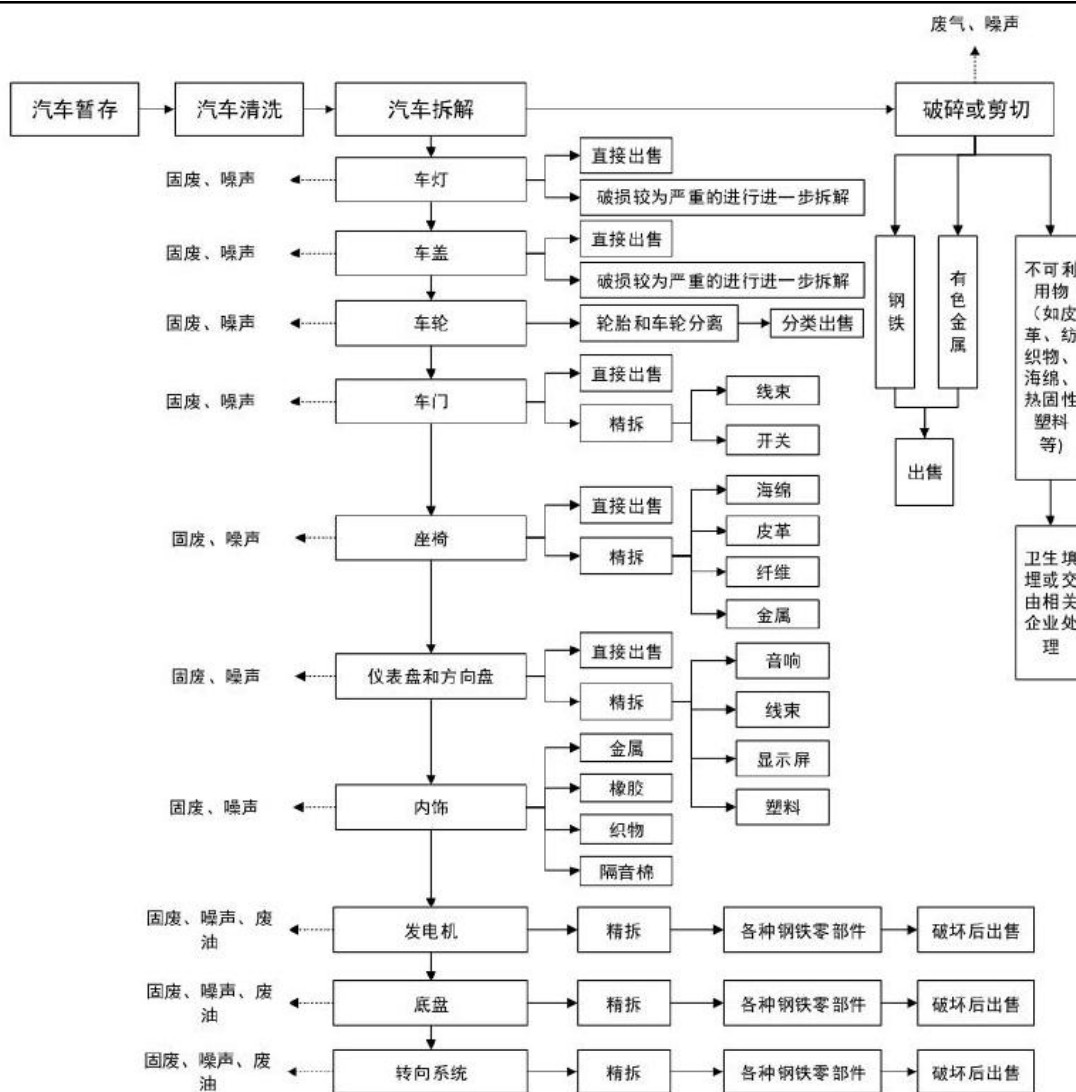 废气、噪声
汽车暂存
汽车清洗
汽车拆解
破碎或剪切
固废、噪声
车灯
直接出售
破损较为严重的进行进一步拆解
固废、噪声
车盖
直接出售
破损较为严重的进行进一步拆解
固废、噪声
车轮
轮胎和车轮分离
分类出售
固废、噪声
车门
直接出售
精拆
线束
开关
固废、噪声
座椅
直接出售
精拆
海绵
皮革
纤维
金属
固废、噪声
仪表盘和方向盘
直接出售
精拆
音响
线束
显示屏
塑料
固废、噪声
内饰
金属
橡胶
织物
隔音棉
固废、噪声、废
油
发电机
精拆
各种钢铁零部件
破坏后出售
固废、噪声、废
油
底盘
精拆
各种钢铁零部件
破坏后出售
固废、噪声、废
油
转向系统
精拆
各种钢铁零部件
破坏后出售
钢
铁
有
色
金
属
出售
不可利
用物
（如皮
革、纺
织物、
海绵、
热固性
塑料
等)
卫生填
埋或交
由相关
企业处
理